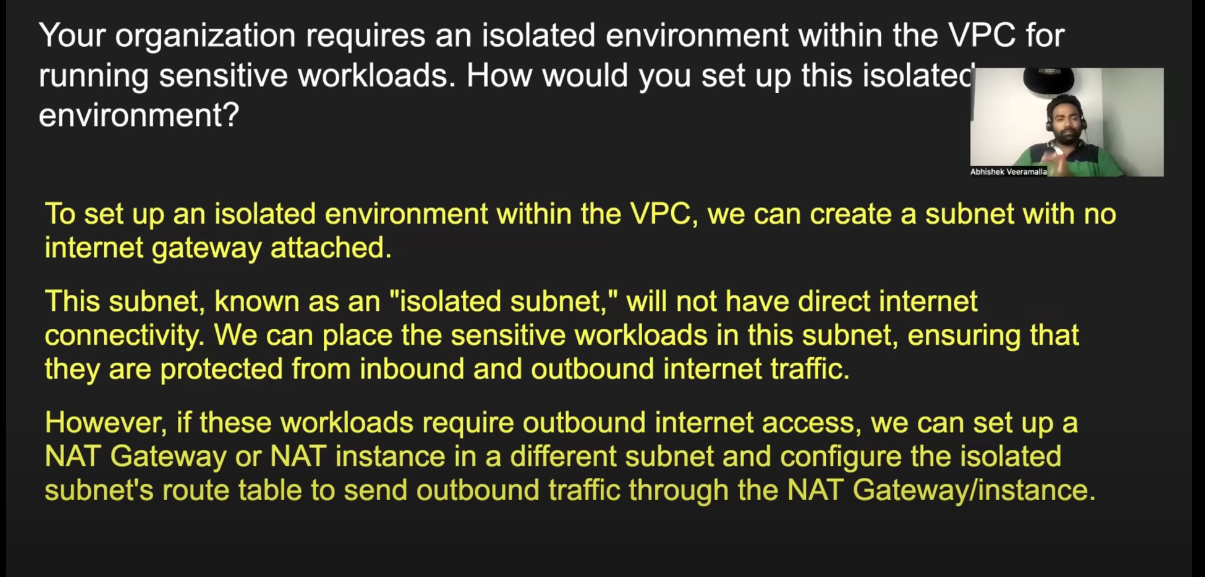 Your organization requires an isolated environment within the VPC for
running sensitive workloads. How would you set up this isolated
environment?
Abhishek Veeramalla
To set up an isolated environment within the VPC, we can create a subnet with no
internet gateway attached.
This subnet, known as an "isolated subnet," will not have direct internet
connectivity. We can place the sensitive workloads in this subnet, ensuring that
they are protected from inbound and outbound internet traffic.
However, if these workloads require outbound internet access, we can set up a
NAT Gateway or NAT instance in a different subnet and configure the isolated
subnet's route table to send outbound traffic through the NAT Gateway/instance.